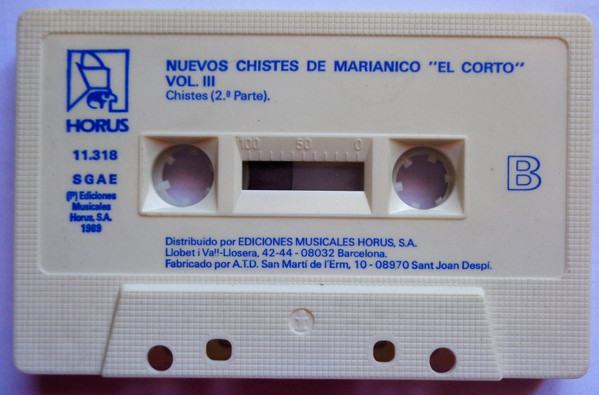 NUEVOS CHISTES DE MARIANICO "EL CORTO"
VOL. III
Chistes (2.ª Parte).
HORUS
11.318
SGAE
(P) Ediciones
Musicales
Horus, S.A.
1989
100 50 0
B
Distribuido por EDICIONES MUSICALES HORUS, S.A.
Llobet i Va!!-Llosera, 42-44 - 08032 Barcelona.
Fabricado por A.T.D. San Martí de l'Erm, 10 - 08970 Sant Joan Despí.